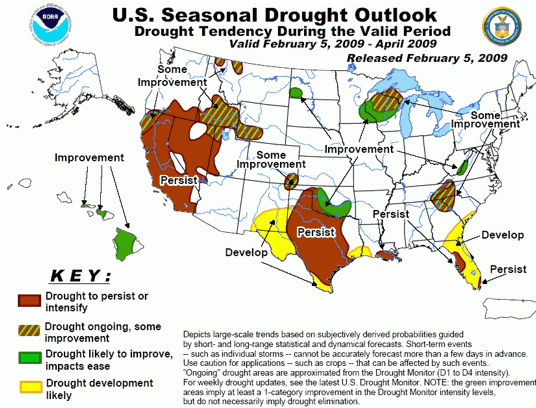 U.S. Seasonal Drought Outlook
Drought Tendency During the Valid Period
Valid February 5, 2009 - April 2009
Released February 5, 2009
NOAA
Some
Improvement
Some
Improvement
Improvement
Improvement
Some
Improvement
Persist
Persist
Persist
Develop
Develop
Persist
KEY:
Drought to persist or
intensify
Drought ongoing, some
improvement
Drought likely to improve,
impacts ease
Drought development
likely
Depicts large-scale trends based on subjectively derived probabilities guided
by short- and long-range statistical and dynamical forecasts. Short-term events
-- such as individual storms -- cannot be accurately forecast more than a few days in advance.
Use caution for applications -- such as crops -- that can be affected by such events.
"Ongoing" drought areas are approximated from the Drought Monitor (D1 to D4 intensity).
For weekly drought updates, see the latest U.S. Drought Monitor. NOTE: the green improvement
areas imply at least a 1-category improvement in the Drought Monitor intensity levels,
but do not necessarily imply drought elimination.